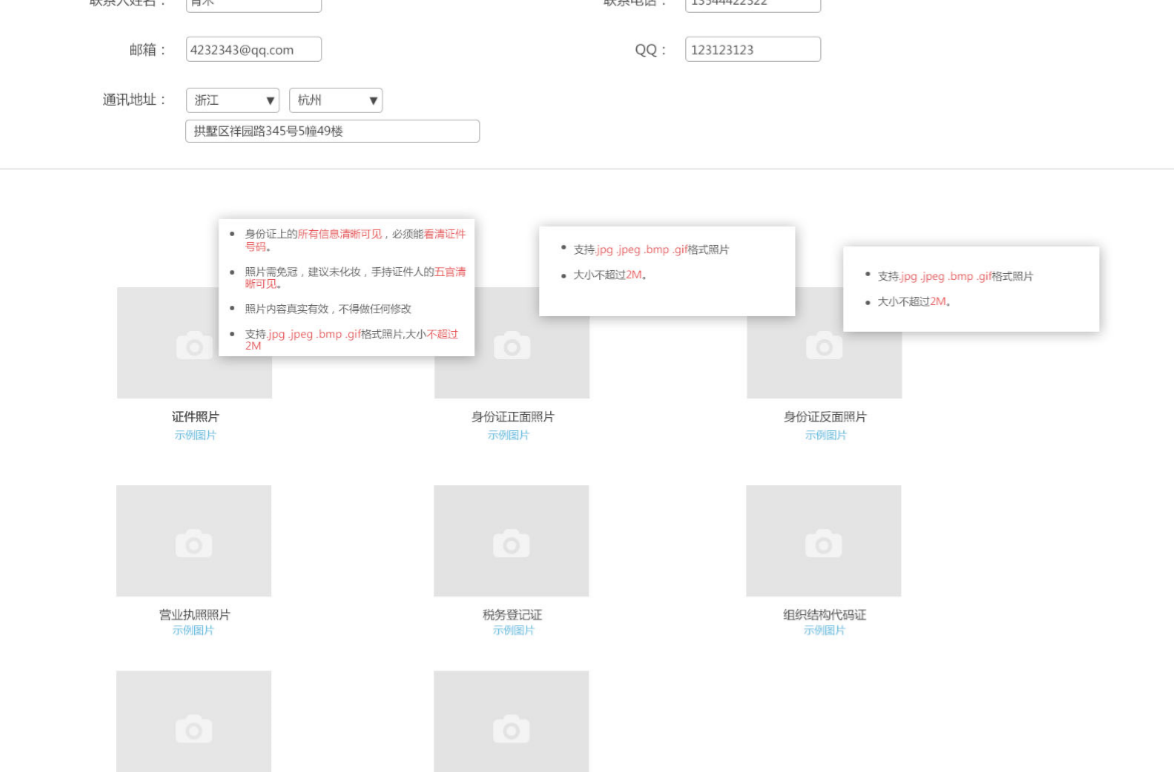 联系人姓名：
青木
联系电话：
13344422322
邮箱：
4232343@qq.com
QQ：
123123123
通讯地址：
浙江 ▼
杭州 ▼
拱墅区祥园路345号5幢49楼
• 身份证上的所有信息清晰可见，必须能看清证件
号码。
• 照片需免冠，建议未化妆，手持证件人的五官清
晰可见。
• 照片内容真实有效，不得做任何修改
• 支持.jpg .jpeg .bmp .gif格式照片,大小不超过
2M
• 支持.jpg .jpeg .bmp .gif格式照片
• 大小不超过2M。
• 支持.jpg .jpeg .bmp .gif格式照片
• 大小不超过2M。
证件照片
示例图片
身份证正面照片
示例图片
身份证反面照片
示例图片
营业执照照片
示例图片
税务登记证
示例图片
组织结构代码证
示例图片